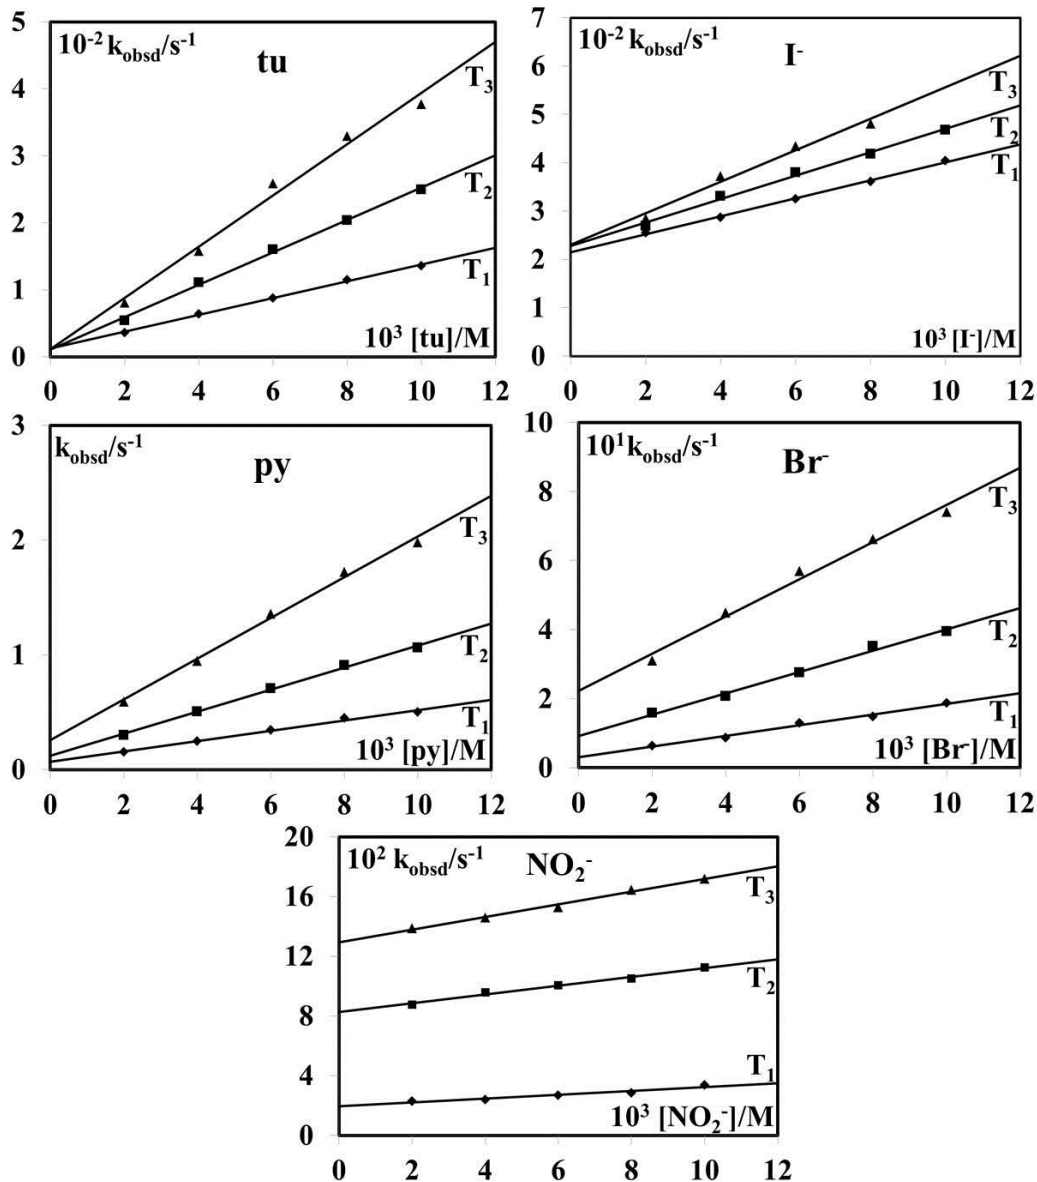 10⁻² k_obsd/s⁻¹
tu
5
4
3
2
1
0
T₃
T₂
T₁
10³ [tu]/M
0 2 4 6 8 10 12
10⁻² k_obsd/s⁻¹
I⁻
7
6
5
4
3
2
1
0
T₃
T₂
T₁
10³ [I⁻]/M
0 2 4 6 8 10 12
k_obsd/s⁻¹
py
3
2
1
0
T₃
T₂
T₁
10³ [py]/M
0 2 4 6 8 10 12
10¹k_obsd/s⁻¹
Br⁻
10
8
6
4
2
0
T₃
T₂
T₁
10³ [Br⁻]/M
0 2 4 6 8 10 12
10² k_obsd/s⁻¹
NO₂⁻
20
16
12
8
4
0
T₃
T₂
T₁
10³ [NO₂⁻]/M
0 2 4 6 8 10 12